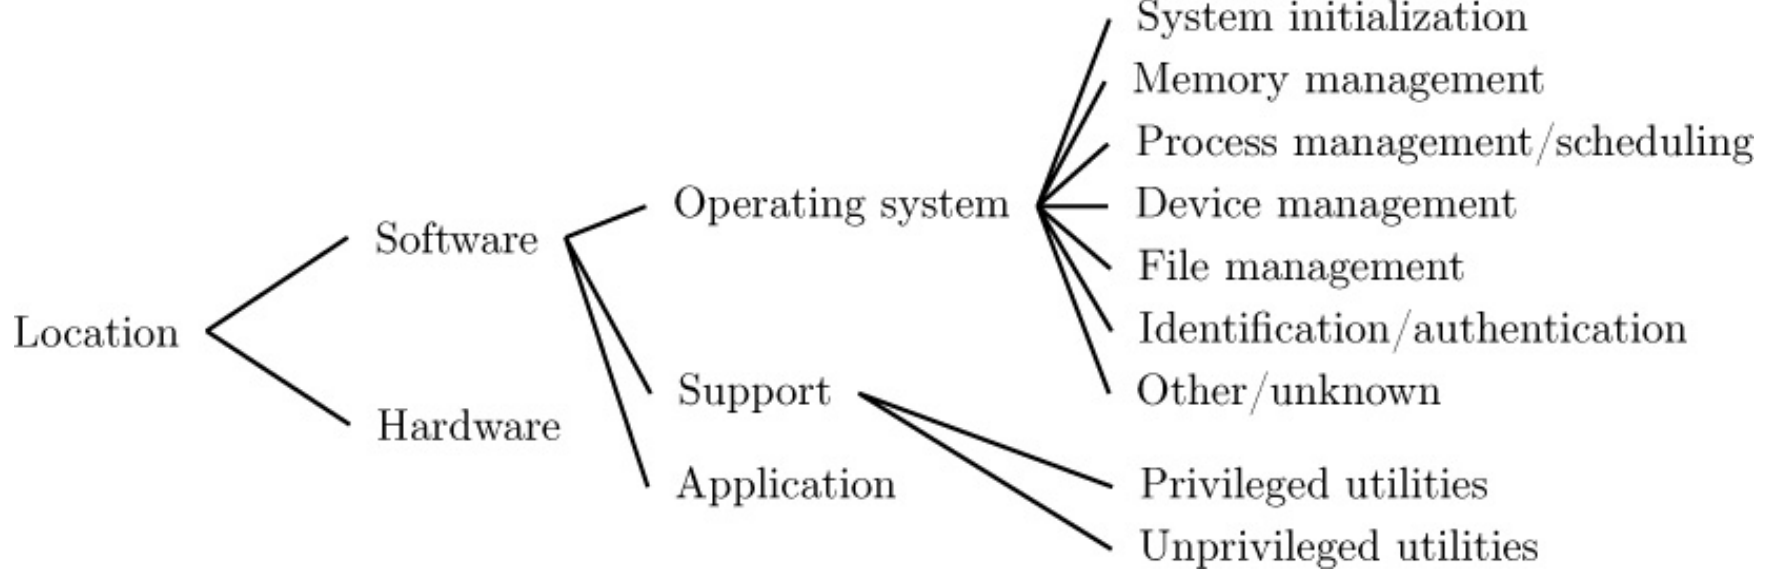 System initialization
Memory management
Process management/scheduling
Operating system
Device management
Software
File management
Location
Identification/authentication
Support
Other/unknown
Hardware
Application
Privileged utilities
Unprivileged utilities